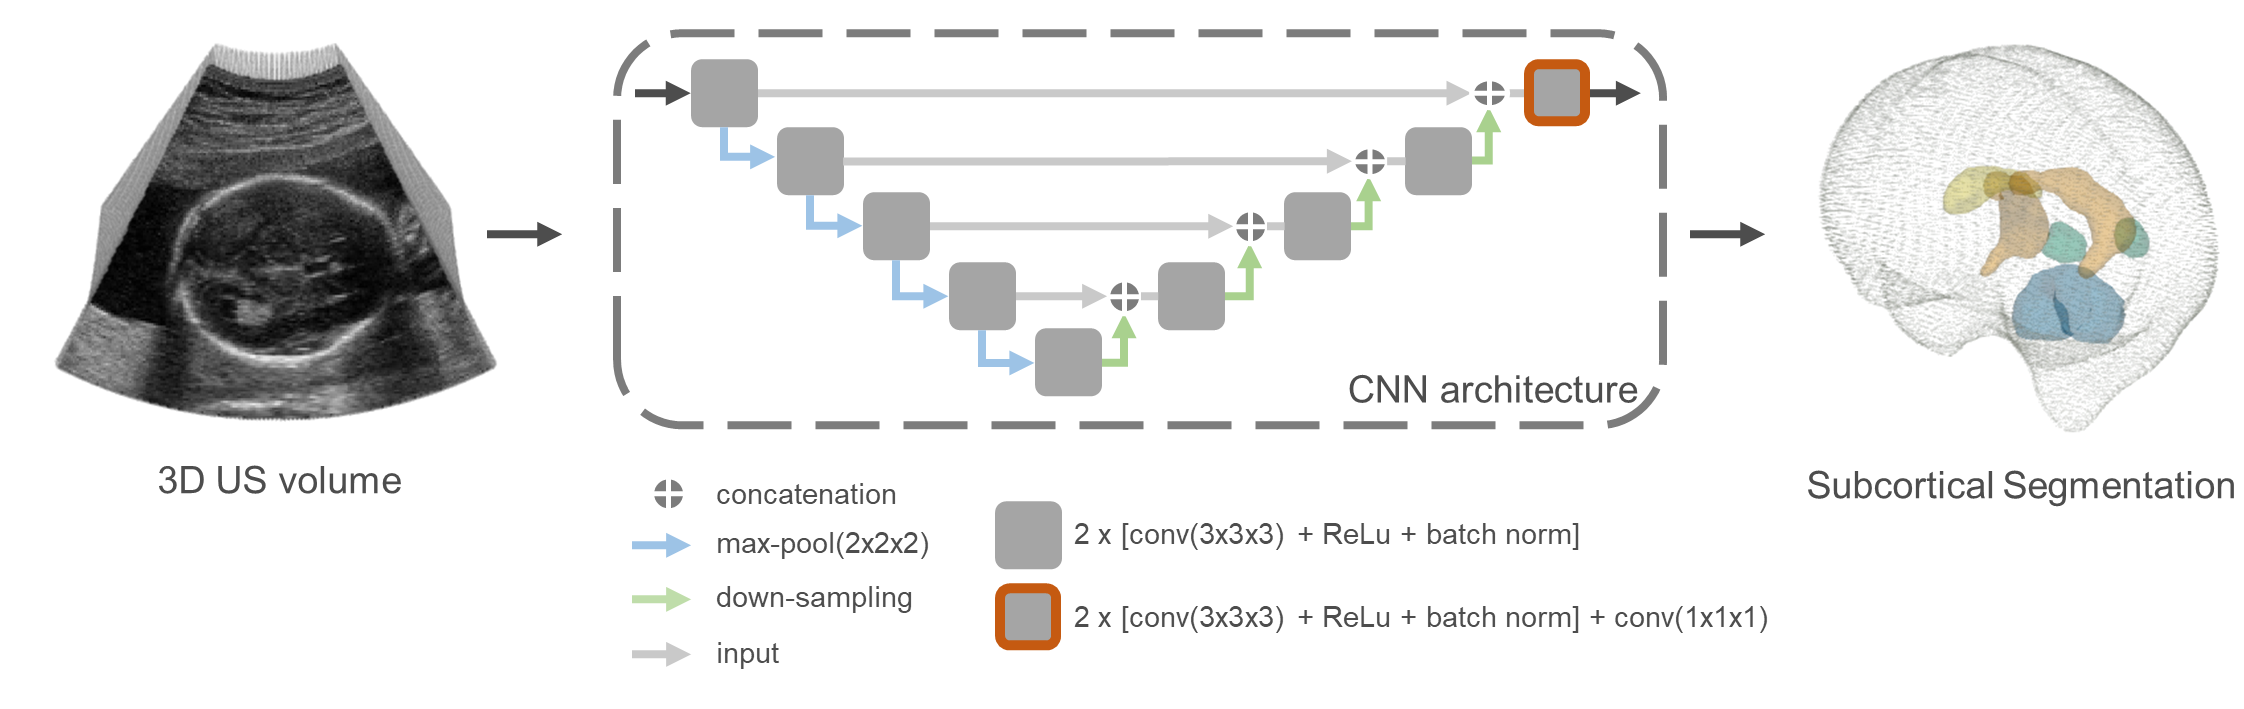 CNN architecture
3D US volume
Subcortical Segmentation
concatenation
max-pool(2x2x2)
down-sampling
input
2 x [conv(3x3x3) + ReLu + batch norm]
2 x [conv(3x3x3) + ReLu + batch norm] + conv(1x1x1)